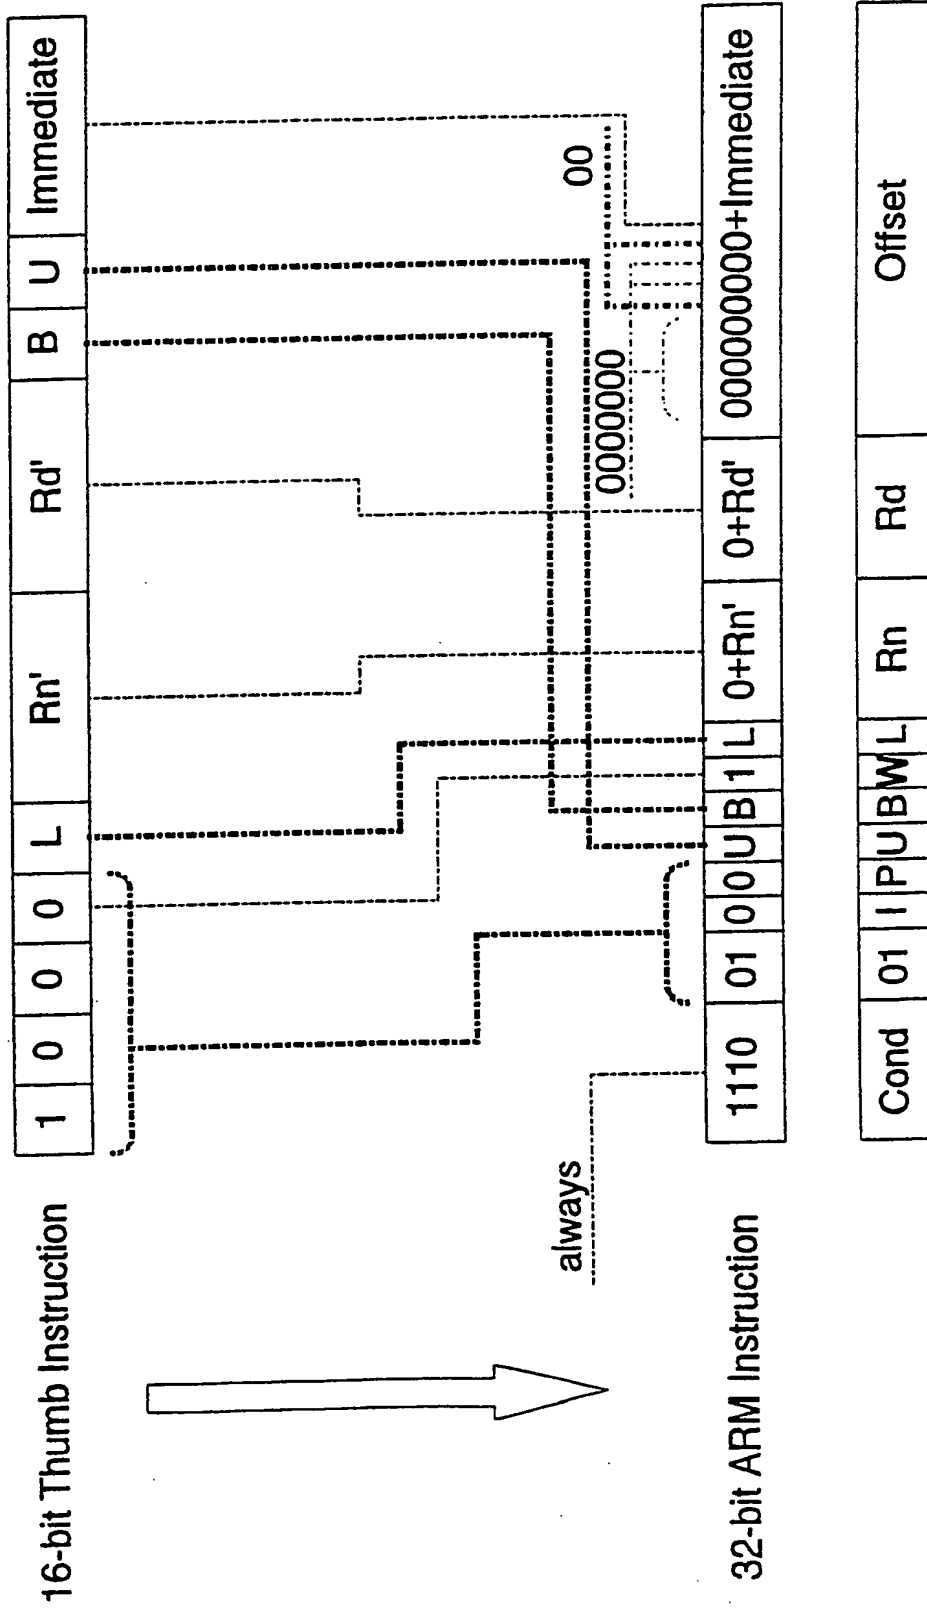 16-bit Thumb Instruction 1 0 0 0 L Rn' Rd' B U Immediate
always 0000000 00
32-bit ARM Instruction 1110 01 0 0 U B 1 L 0+Rn' 0+Rd' 000000000+Immediate
Cond 01 I P U B W L Rn Rd Offset